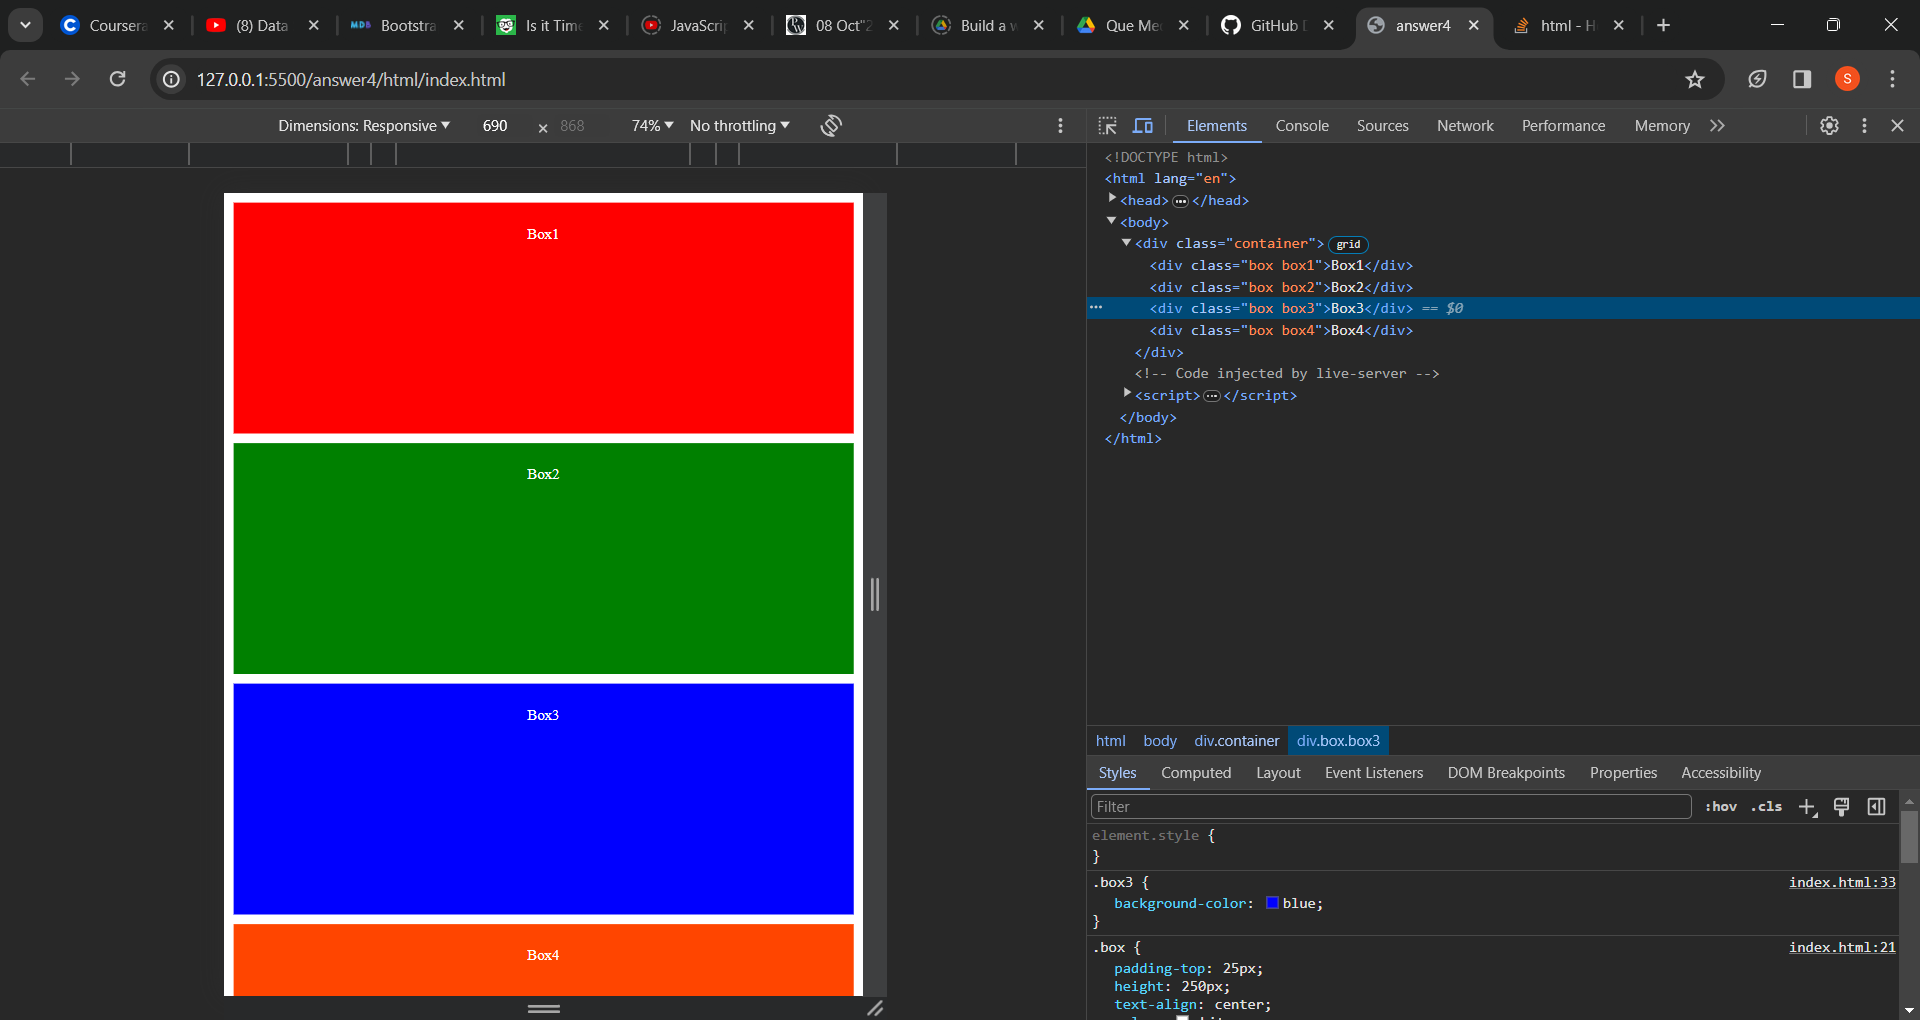 Coursera
(8) Data
Bootstra
Is it Time
JavaScrip
08 Oct"2
Build a w
Que Me
GitHub D
answer4
html - H
127.0.0.1:5500/answer4/html/index.html
S
Dimensions: Responsive
690
×
868
74%
No throttling
Elements
Console
Sources
Network
Performance
Memory
<!DOCTYPE html>
<html lang="en">
<head>…</head>
<body>
<div class="container"> grid
<div class="box box1">Box1</div>
<div class="box box2">Box2</div>
<div class="box box3">Box3</div> == $0
<div class="box box4">Box4</div>
</div>
<!-- Code injected by live-server -->
<script>…</script>
</body>
</html>
Box1
Box2
Box3
Box4
html
body
div.container
div.box.box3
Styles
Computed
Layout
Event Listeners
DOM Breakpoints
Properties
Accessibility
Filter
:hov
.cls
element.style {
}
.box3 {
index.html:33
background-color: blue;
}
.box {
index.html:21
padding-top: 25px;
height: 250px;
text-align: center;